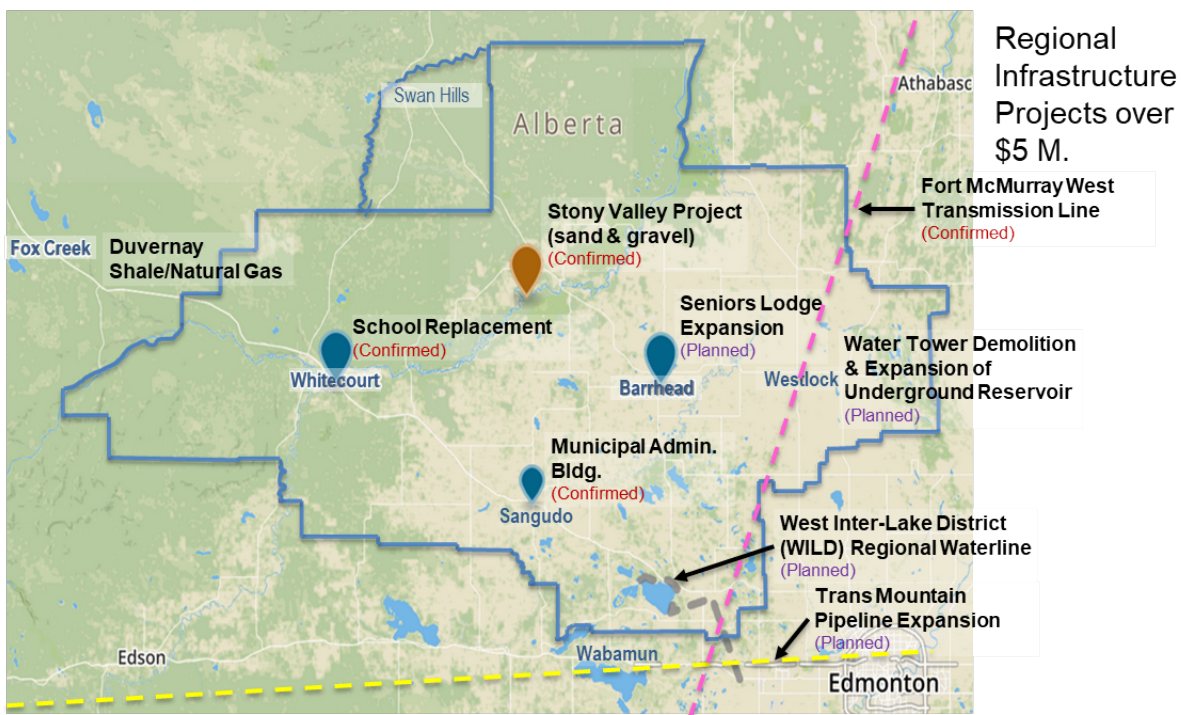 Regional
Infrastructure
Projects over
$5 M.
Athabasc
Swan Hills
Alberta
Fort McMurray West
Transmission Line
(Confirmed)
Stony Valley Project
(sand & gravel)
(Confirmed)
Fox Creek
Duvernay
Shale/Natural Gas
Seniors Lodge
Expansion
(Planned)
School Replacement
(Confirmed)
Whitecourt
Barrhead
Westlock
Water Tower Demolition
& Expansion of
Underground Reservoir
(Planned)
Municipal Admin.
Bldg.
(Confirmed)
Sangudo
West Inter-Lake District
(WILD) Regional Waterline
(Planned)
Trans Mountain
Pipeline Expansion
(Planned)
Edson
Wabamun
Edmonton